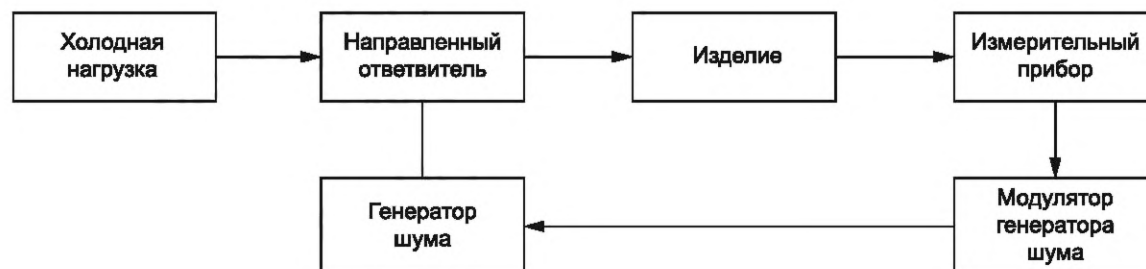 Холодная
нагрузка
Направленный
ответвитель
Изделие
Измерительный
прибор
Генератор
шума
Модулятор
генератора
шума